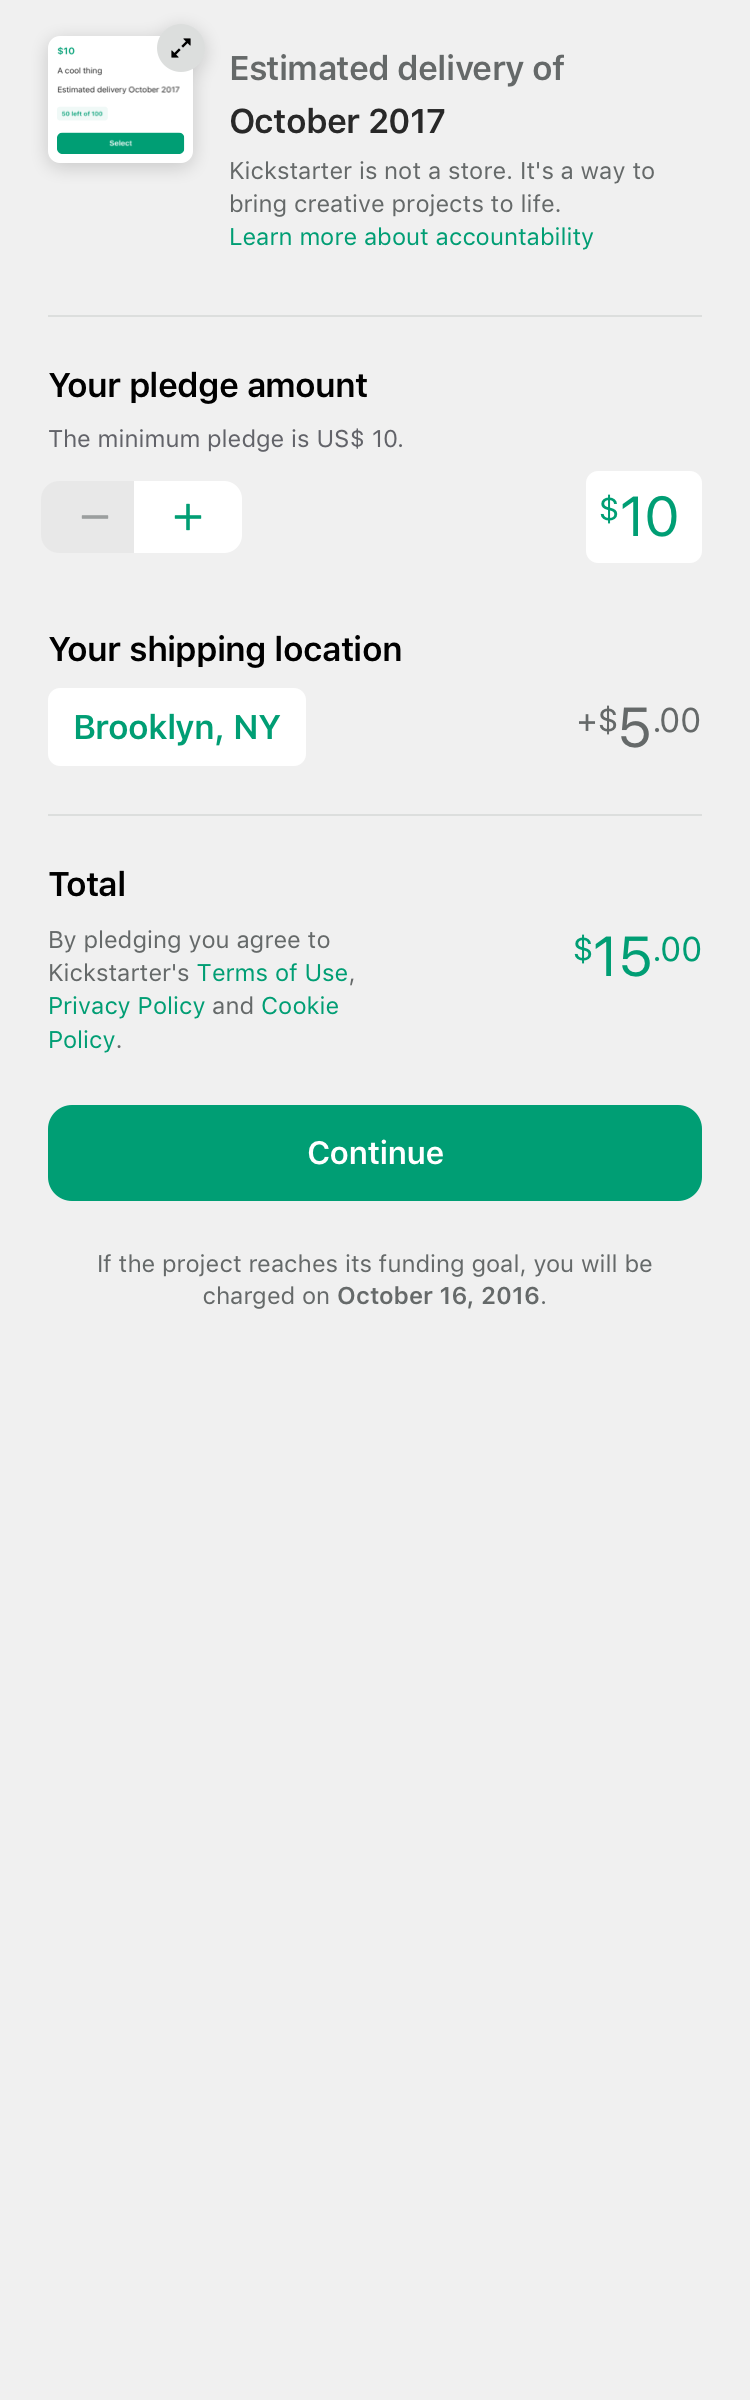 $10
A cool thing
Estimated delivery October 2017
50 left of 100
Select
Estimated delivery of
October 2017
Kickstarter is not a store. It's a way to
bring creative projects to life.
Learn more about accountability
Your pledge amount
The minimum pledge is US$ 10.
$10
Your shipping location
Brooklyn, NY
+$5.00
Total
By pledging you agree to
Kickstarter's Terms of Use,
Privacy Policy and Cookie
Policy.
$15.00
Continue
If the project reaches its funding goal, you will be
charged on October 16, 2016.